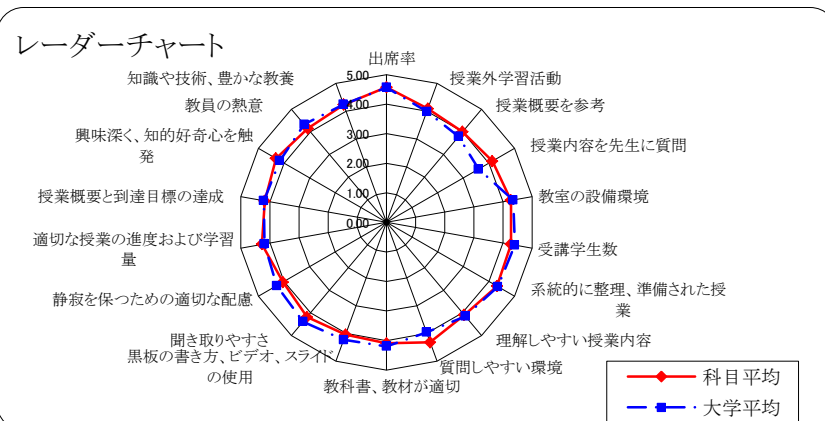 レーダーチャート
出席率
授業外学習活動
授業概要を参考
授業内容を先生に質問
教室の設備環境
受講学生数
系統的に整理、準備された授
業
理解しやすい授業内容
質問しやすい環境
教科書、教材が適切
黒板の書き方、ビデオ、スライド
の使用
聞き取りやすさ
静寂を保つための適切な配慮
適切な授業の進度および学習
量
授業概要と到達目標の達成
興味深く、知的好奇心を触
発
教員の熱意
知識や技術、豊かな教養
5.00
4.00
3.00
2.00
1.00
0.00
科目平均
大学平均